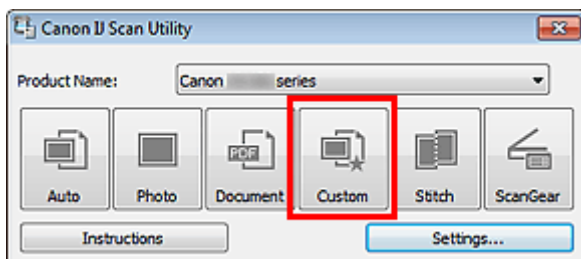 Canon IJ Scan Utility
Product Name: Canon series
PDF
Auto Photo Document Custom Stitch ScanGear
Instructions Settings...